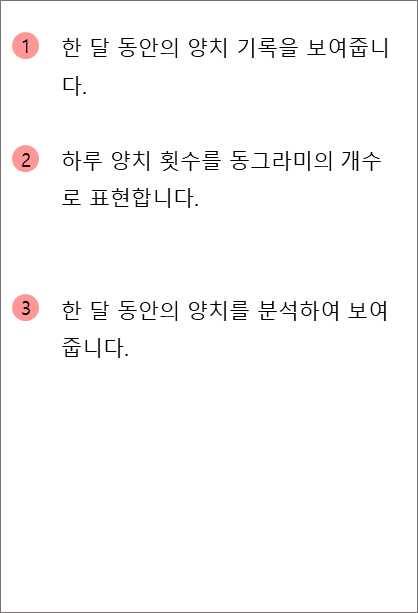 1 한 달 동안의 양치 기록을 보여줍니
다.
2 하루 양치 횟수를 동그라미의 개수
로 표현합니다.
3 한 달 동안의 양치를 분석하여 보여
줍니다.